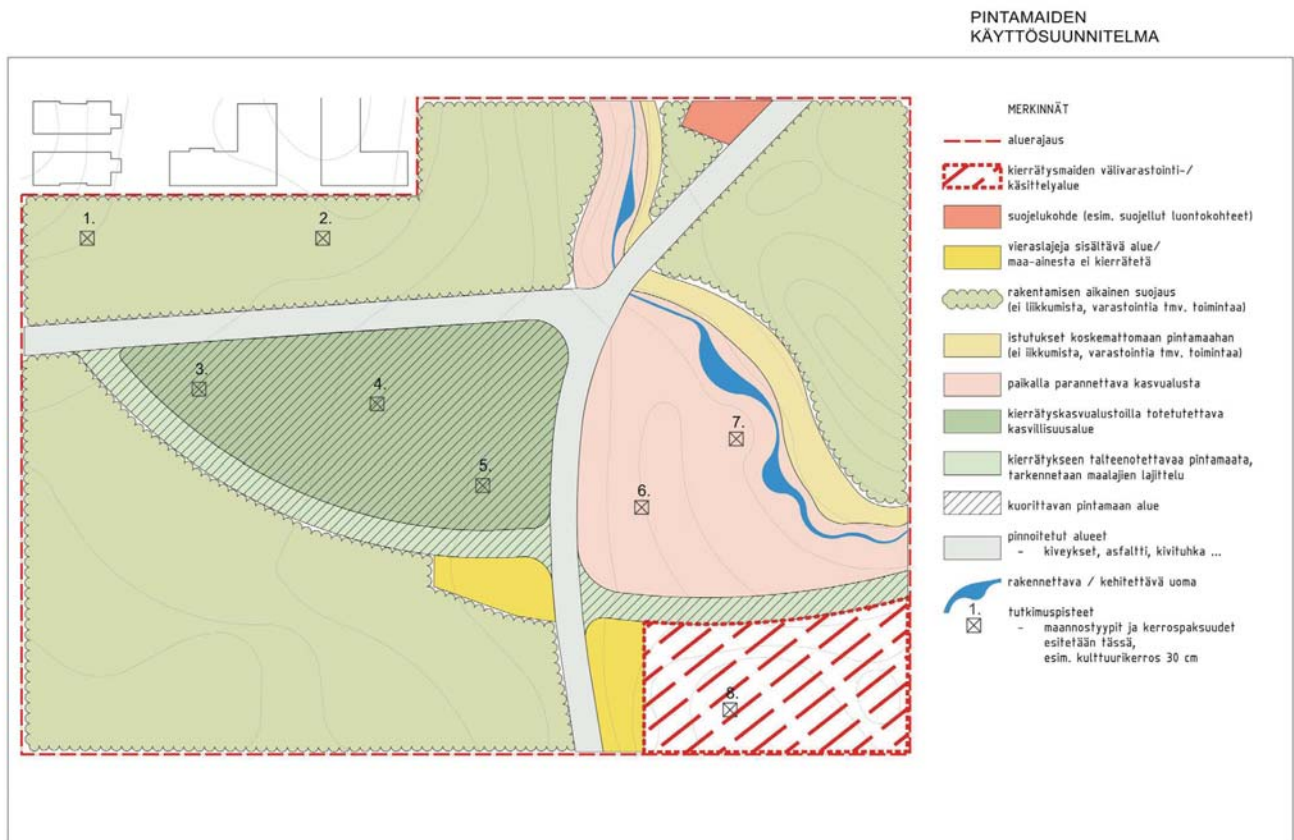 PINTAMAIDEN
KÄYTTÖSUUNNITELMA
MERKINNÄT
aluerajaus
kierrätysmaiden välivarastointi-/
käsittelyalue
suojelukohde (esim. suojellut luontokohteet)
vieraslajeja sisältävä alue/
maa-ainesta ei kierrätetä
rakentamisen aikainen suojaus
(ei liikkumista, varastointia tmv. toimintaa)
istutukset koskemattomaan pintamaahan
(ei iikkumista, varastointia tmv. toimintaa)
paikalla parannettava kasvualusta
kierrätyskasvualustoilla totetutettava
kasvillisuusalue
kierrätykseen talteenotettavaa pintamaata,
tarkennetaan maalajien lajittelu
kuorittavan pintamaan alue
pinnoitetut alueet
- kiveykset, asfaltti, kivituhka ...
rakennettava / kehitettävä uoma
1.
tutkimuspisteet
- maannostyypit ja kerrospaksuudet
esitetään tässä,
esim. kulttuurikerros 30 cm
1.
2.
3.
4.
5.
6.
7.
8.